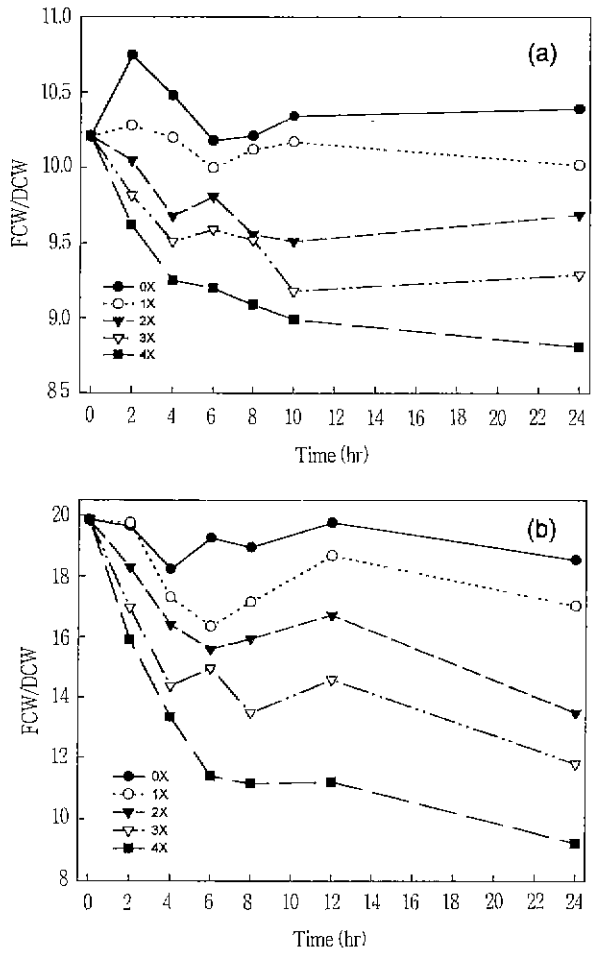 (a)
FCW/DCW
11.0
10.5
10.0
9.5
9.0
8.5
0X
1X
2X
3X
4X
0 2 4 6 8 10 12 14 16 18 20 22 24
Time (hr)
(b)
FCW/DCW
20
18
16
14
12
10
8
0X
1X
2X
3X
4X
0 2 4 6 8 10 12 14 16 18 20 22 24
Time (hr)